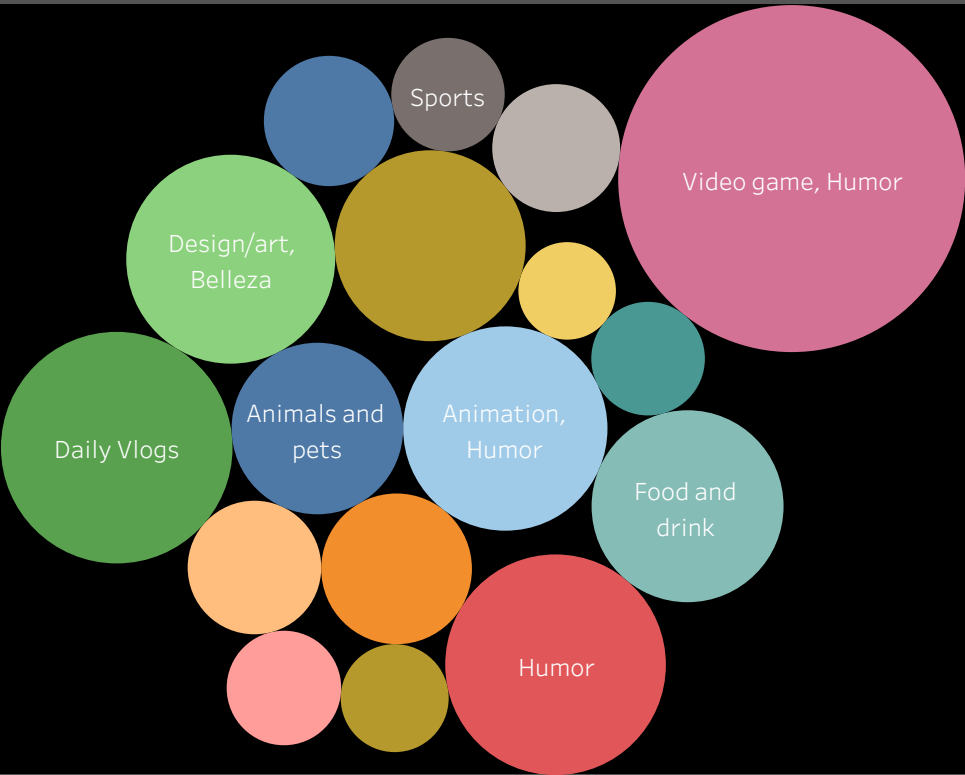 Sports
Video game, Humor
Design/art,
Belleza
Animals and
pets
Animation,
Humor
Daily Vlogs
Food and
drink
Humor